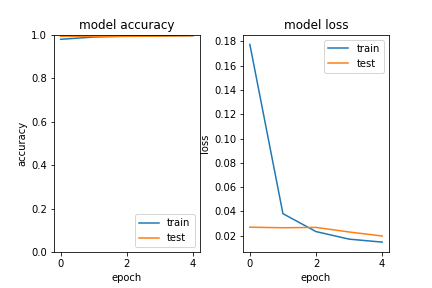 model accuracy
1.0
0.8
0.6
0.4
0.2
0.0
accuracy
0
2
4
epoch
train
test
model loss
0.18
0.16
0.14
0.12
0.10
0.08
0.06
0.04
0.02
loss
0
2
4
epoch
train
test